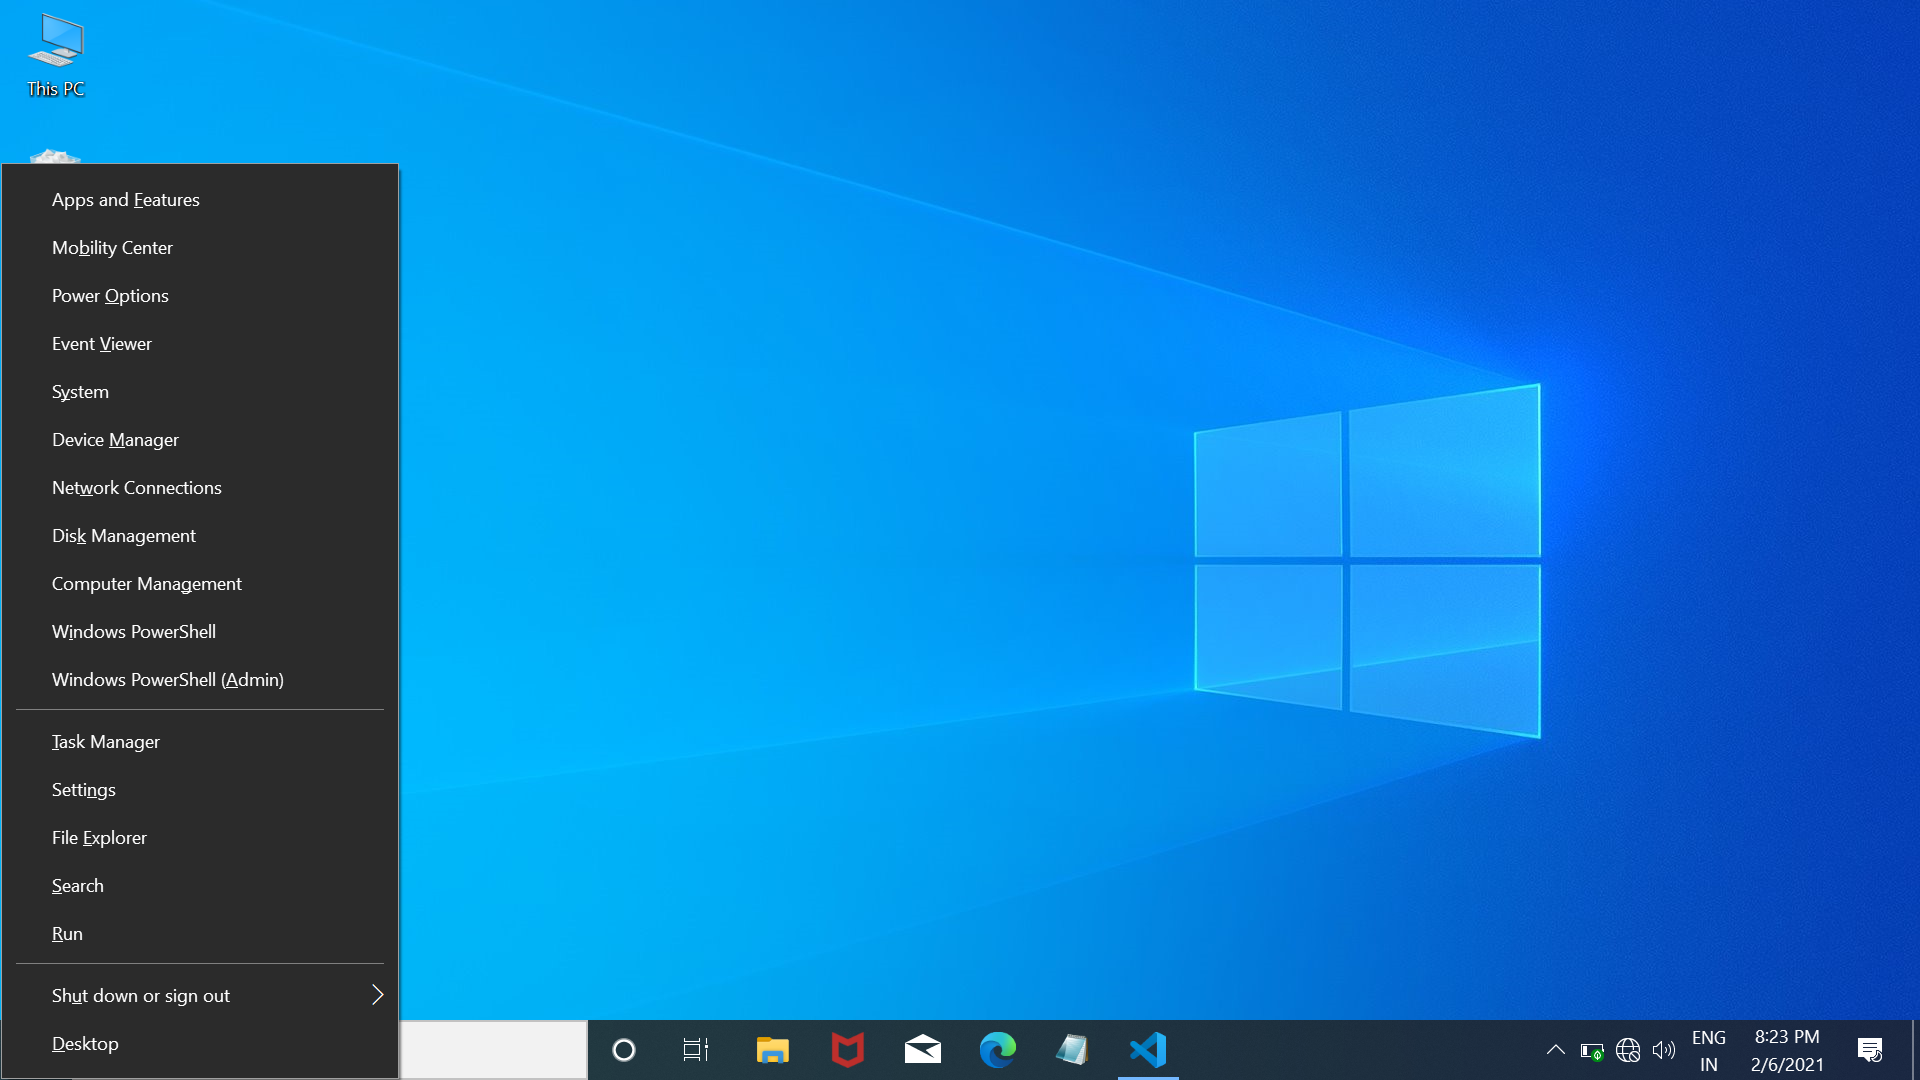 This PC
Apps and Features
Mobility Center
Power Options
Event Viewer
System
Device Manager
Network Connections
Disk Management
Computer Management
Windows PowerShell
Windows PowerShell (Admin)
Task Manager
Settings
File Explorer
Search
Run
Shut down or sign out
Desktop
ENG
IN
8:23 PM
2/6/2021